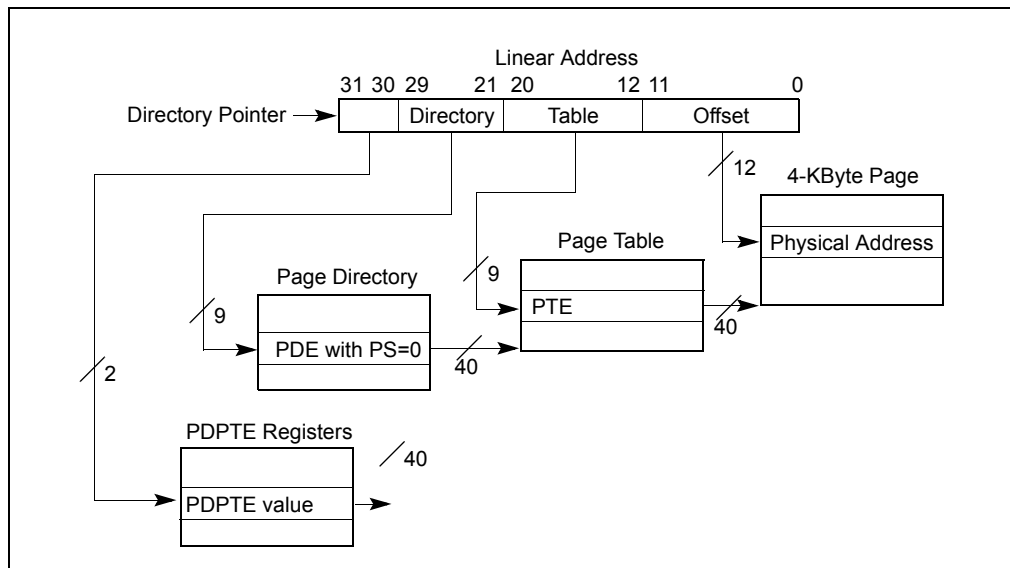 Linear Address
31 30 29 21 20 12 11 0
Directory Pointer
Directory Table Offset
12
4-KByte Page
Physical Address
Page Table
9
PTE
40
Page Directory
9
PDE with PS=0
40
2
PDPTE Registers
40
PDPTE value